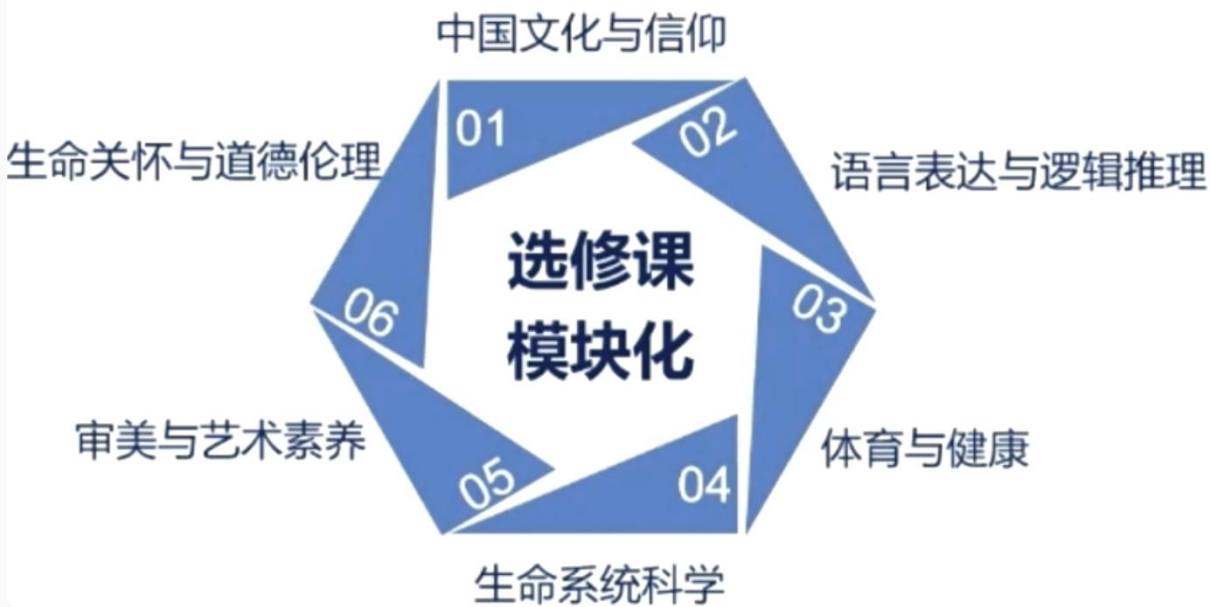 中国文化与信仰
01
02
语言表达与逻辑推理
03
体育与健康
04
生命系统科学
05
审美与艺术素养
06
生命关怀与道德伦理
选修课
模块化